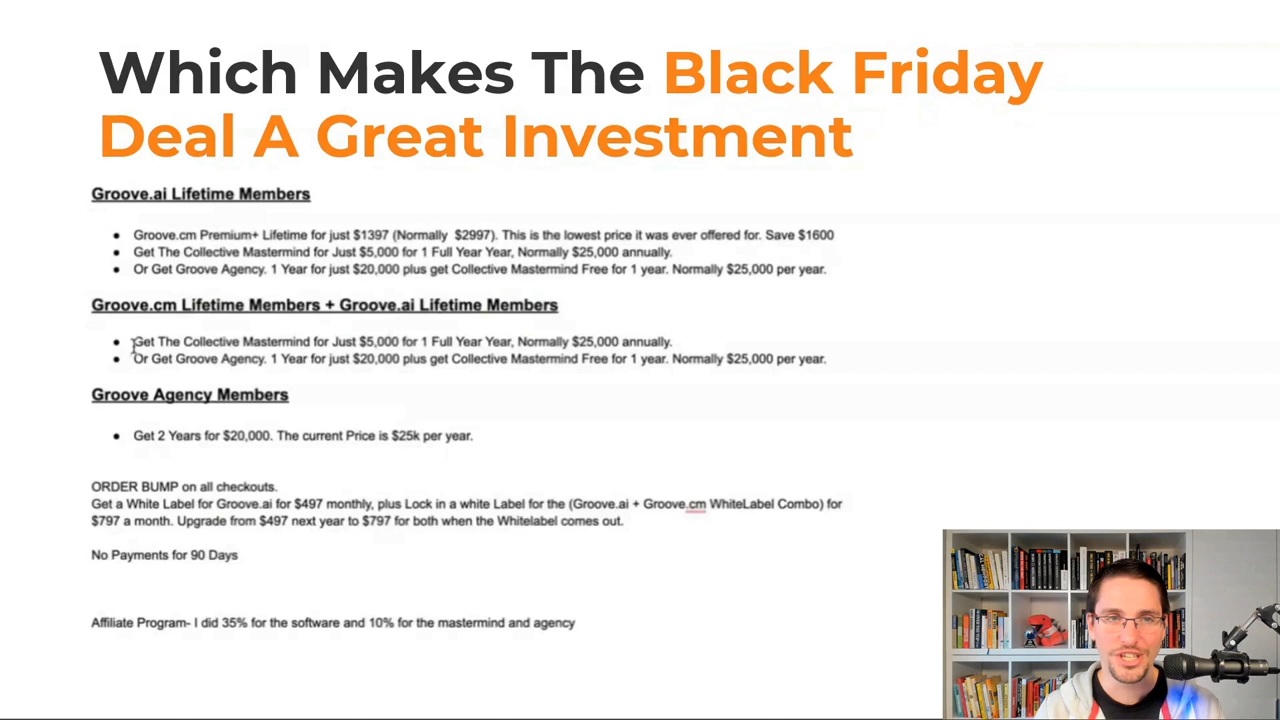 Which Makes The Black Friday
Deal A Great Investment
Groove.ai Lifetime Members
• Groove.cm Premium+ Lifetime for just $1397 (Normally $2997). This is the lowest price it was ever offered for. Save $1600
• Get The Collective Mastermind for Just $5,000 for 1 Full Year Year, Normally $25,000 annually.
• Or Get Groove Agency. 1 Year for just $20,000 plus get Collective Mastermind Free for 1 year. Normally $25,000 per year.
Groove.cm Lifetime Members + Groove.ai Lifetime Members
• Get The Collective Mastermind for Just $5,000 for 1 Full Year Year, Normally $25,000 annually.
• Or Get Groove Agency. 1 Year for just $20,000 plus get Collective Mastermind Free for 1 year. Normally $25,000 per year.
Groove Agency Members
• Get 2 Years for $20,000. The current Price is $25k per year.
ORDER BUMP on all checkouts.
Get a White Label for Groove.ai for $497 monthly, plus Lock in a white Label for the (Groove.ai + Groove.cm WhiteLabel Combo) for
$797 a month. Upgrade from $497 next year to $797 for both when the Whitelabel comes out.
No Payments for 90 Days
Affiliate Program- I did 35% for the software and 10% for the mastermind and agency